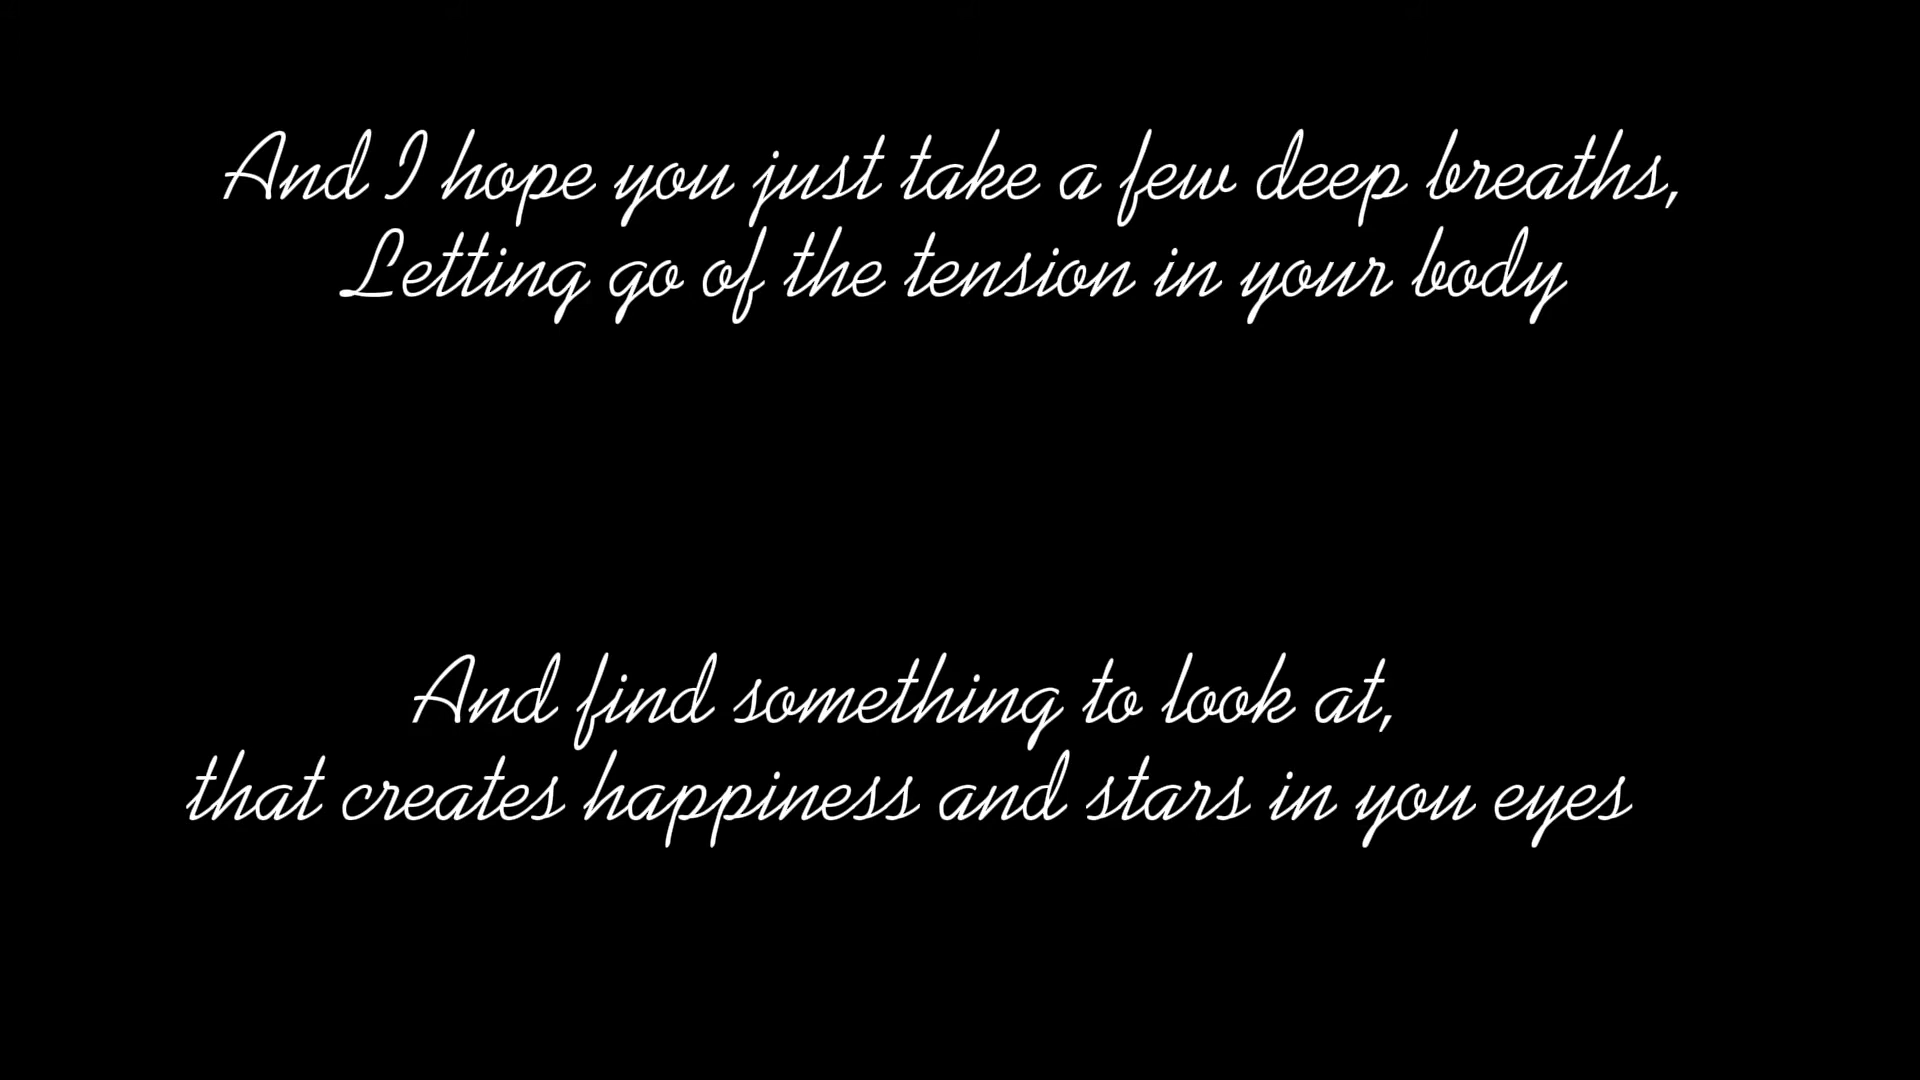 And I hope you just take a few deep breaths,
Letting go of the tension in your body
And find something to look at,
that creates happiness and stars in you eyes